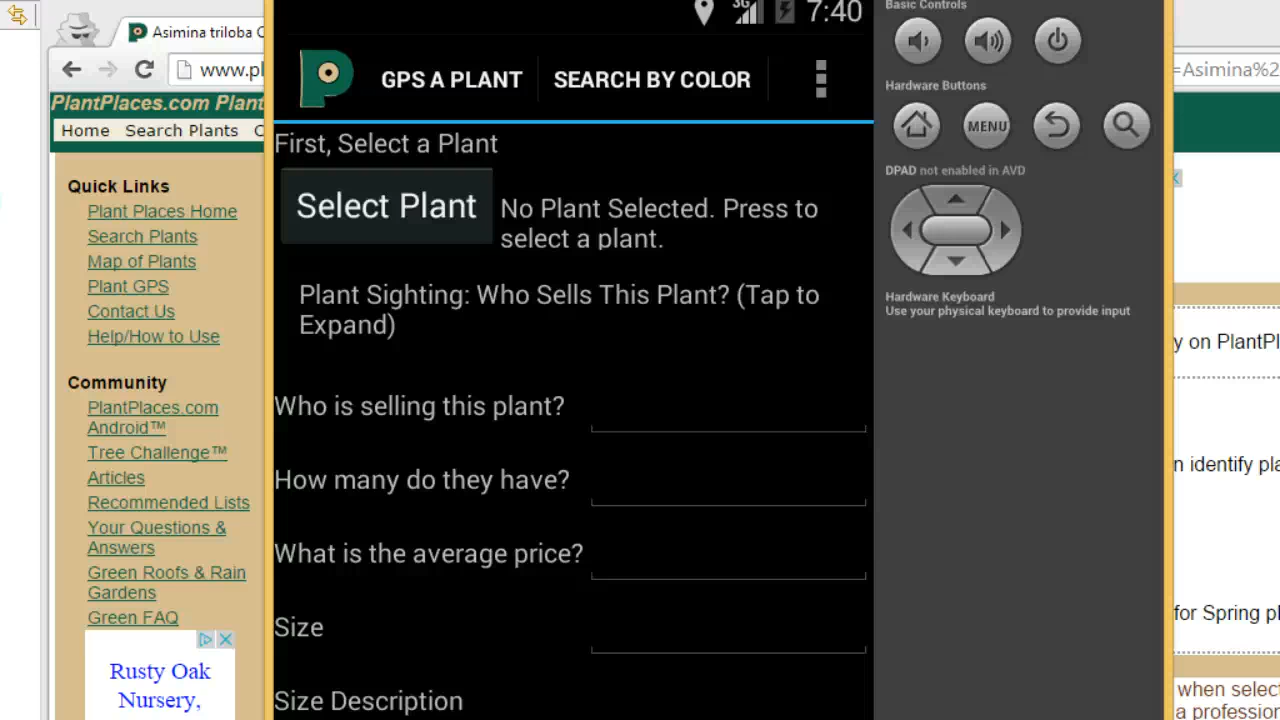 Asimina triloba C
www.pl
=Asimina%2
PlantPlaces.com Plant
Home Search Plants C
Quick Links
Plant Places Home
Search Plants
Map of Plants
Plant GPS
Contact Us
Help/How to Use
Community
PlantPlaces.com
Android™
Tree Challenge™
Articles
Recommended Lists
Your Questions &
Answers
Green Roofs & Rain
Gardens
Green FAQ
Rusty Oak
Nursery,
3G 7:40
GPS A PLANT SEARCH BY COLOR
First, Select a Plant
Select Plant
No Plant Selected. Press to
select a plant.
Plant Sighting: Who Sells This Plant? (Tap to
Expand)
Who is selling this plant?
How many do they have?
What is the average price?
Size
Size Description
Basic Controls
Hardware Buttons
MENU
DPAD not enabled in AVD
Hardware Keyboard
Use your physical keyboard to provide input
y on PlantPl
n identify pla
for Spring pl
when select
a profession